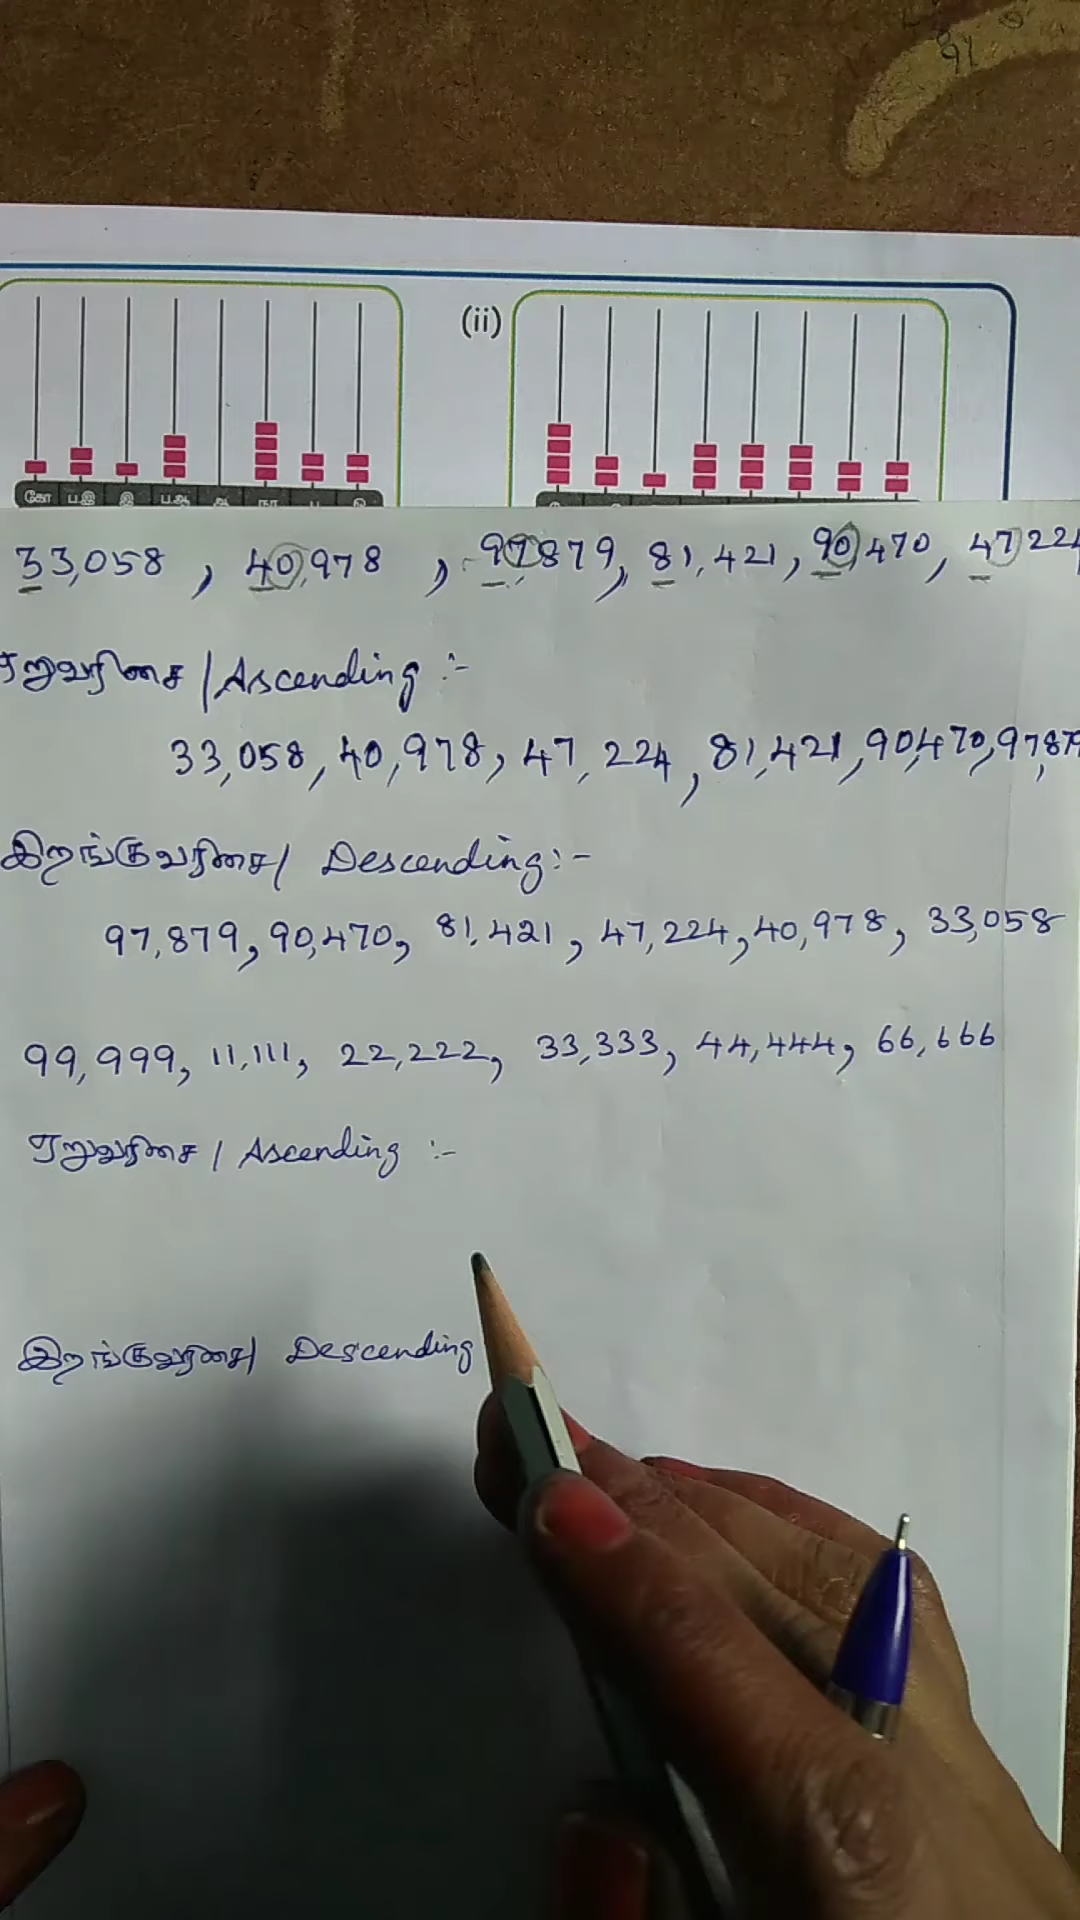 (ii)
கோ ப.இ இ ப.ஆ ஆ நூ ப ஓ
33,058 , 40,978 , 97,879, 81,421, 90,470, 47224
ஏறுவரிசை / Ascending :-
33,058, 40,978, 47,224, 81,421, 90,470, 97,879
இறங்குவரிசை / Descending :-
97,879, 90,470, 81,421, 47,224, 40,978, 33,058
99,999, 11,111, 22,222, 33,333, 44,444, 66,666
ஏறுவரிசை / Ascending :-
இறங்குவரிசை / Descending